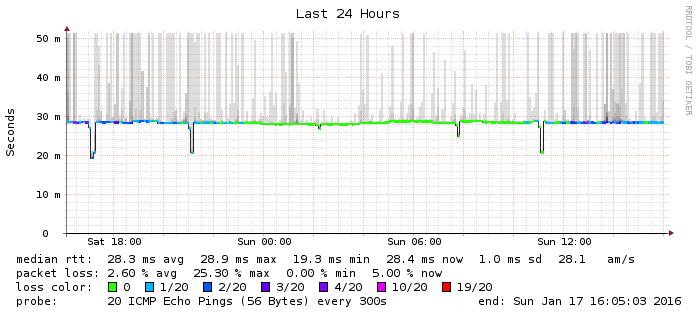 Last 24 Hours
RRDTOOL / TOBI OETIKER
Seconds
50 m
40 m
30 m
20 m
10 m
0
Sat 18:00 Sun 00:00 Sun 06:00 Sun 12:00
median rtt: 28.3 ms avg 28.9 ms max 19.3 ms min 28.4 ms now 1.0 ms sd 28.1 am/s
packet loss: 2.60 % avg 25.30 % max 0.00 % min 5.00 % now
loss color: 0 1/20 2/20 3/20 4/20 10/20 19/20
probe: 20 ICMP Echo Pings (56 Bytes) every 300s end: Sun Jan 17 16:05:03 2016